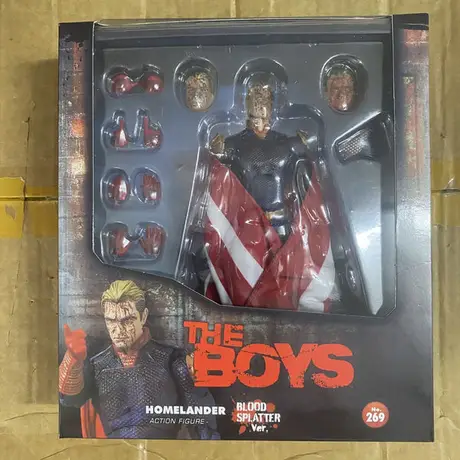 THE
BOYS
HOMELANDER
-ACTION FIGURE-
BLOOD
SPLATTER
Ver.
No.
269